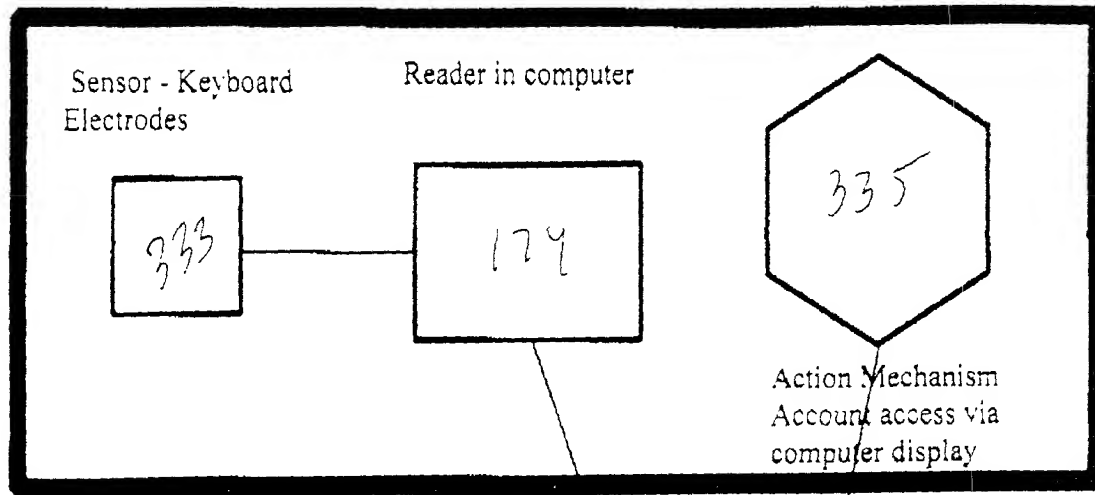 Sensor - Keyboard
Electrodes
Reader in computer
333
174
335
Action Mechanism
Account access via
computer display